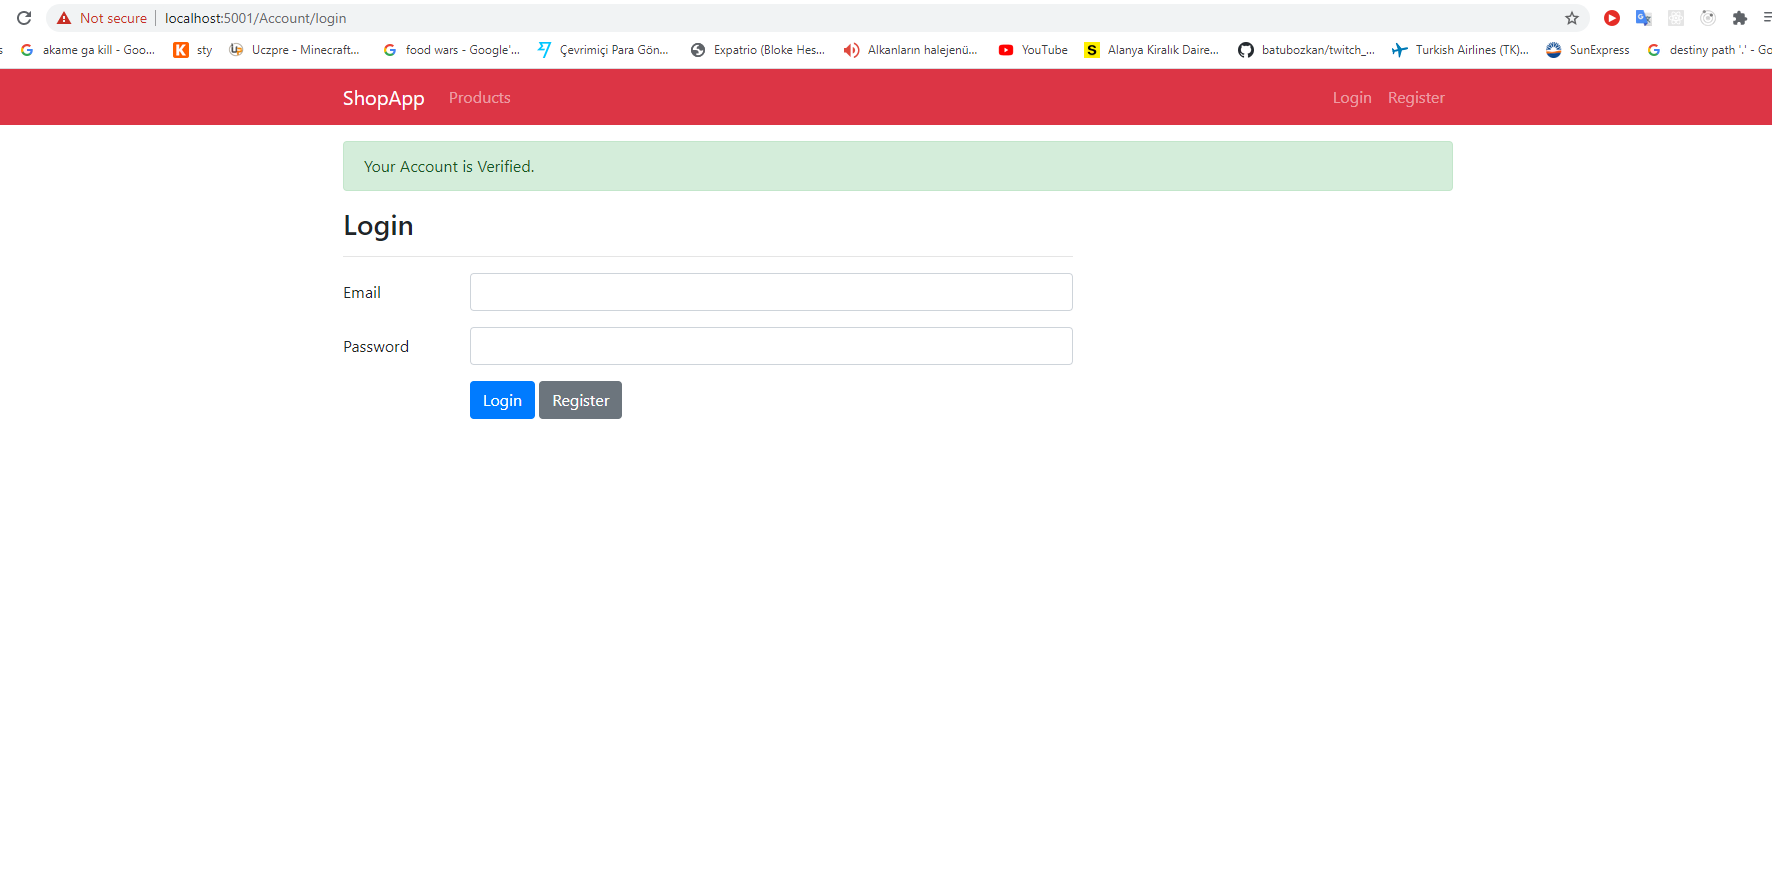 Not secure localhost:5001/Account/login
s akame ga kill - Goo... sty Uczpre - Minecraft... food wars - Google'... Çevrimiçi Para Gön... Expatrio (Bloke Hes... Alkanların halejenü... YouTube S Alanya Kiralık Daire... batubozkan/twitch_... Turkish Airlines (TK)... SunExpress destiny path '.' - Go
ShopApp Products Login Register
Your Account is Verified.
Login
Email
Password
Login Register